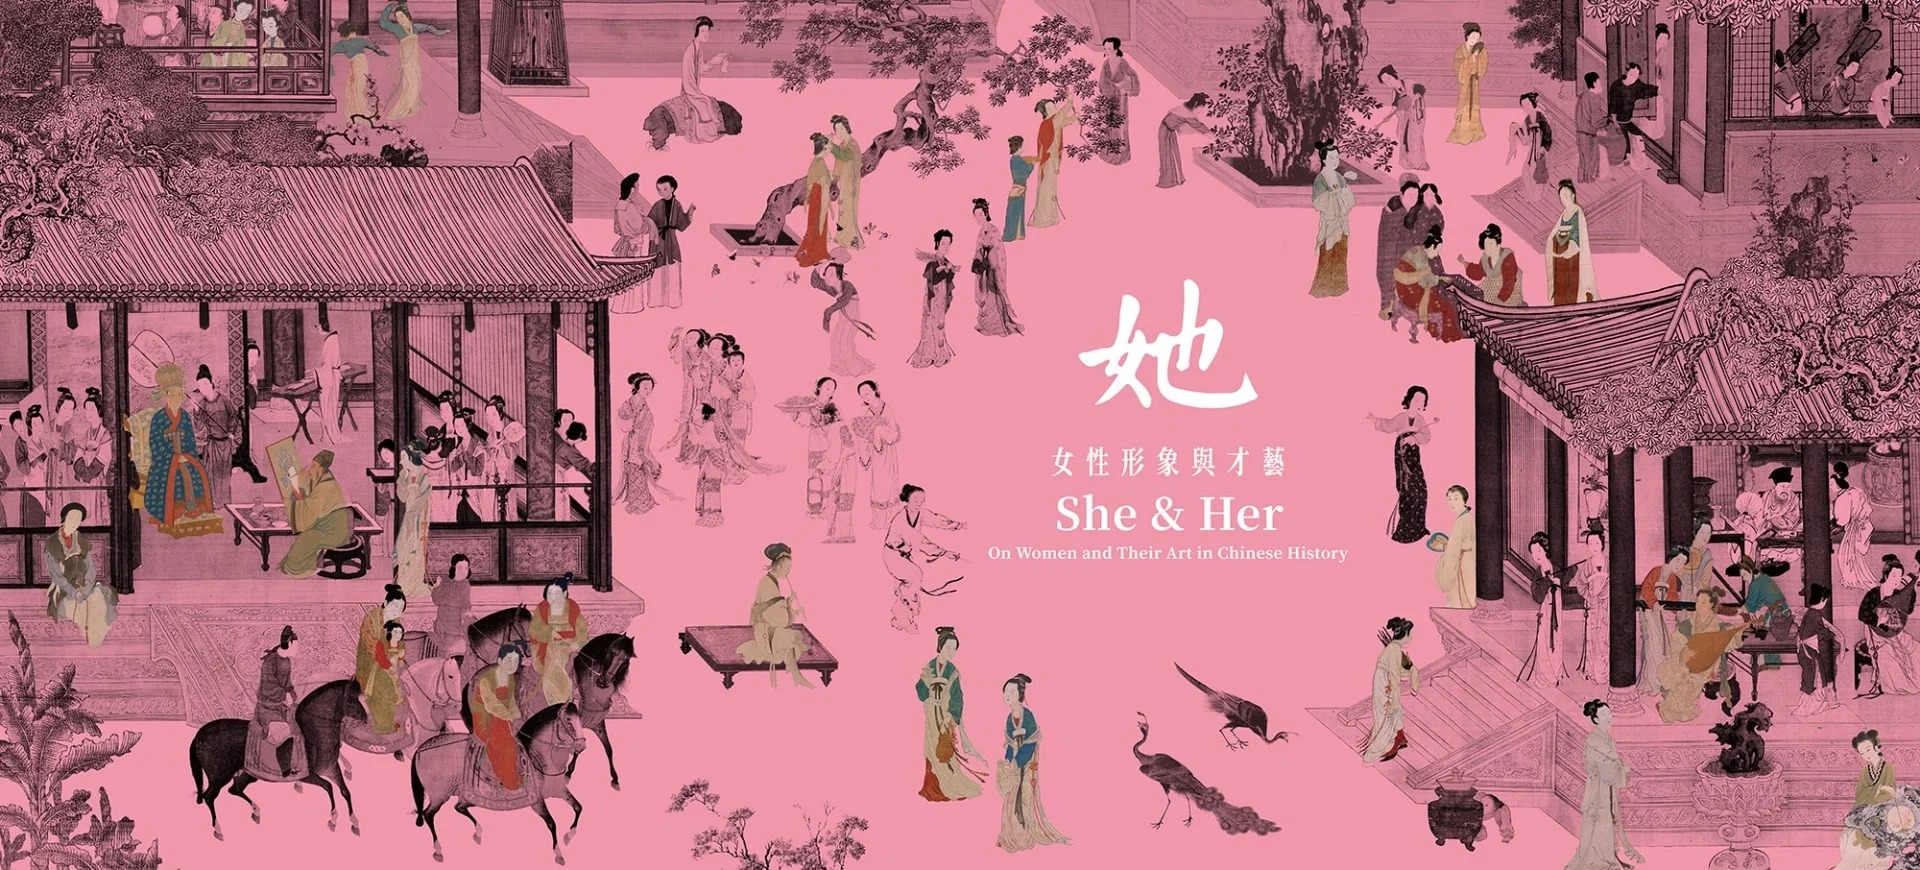 她
女性形象與才藝
She & Her
On Women and Their Art in Chinese History